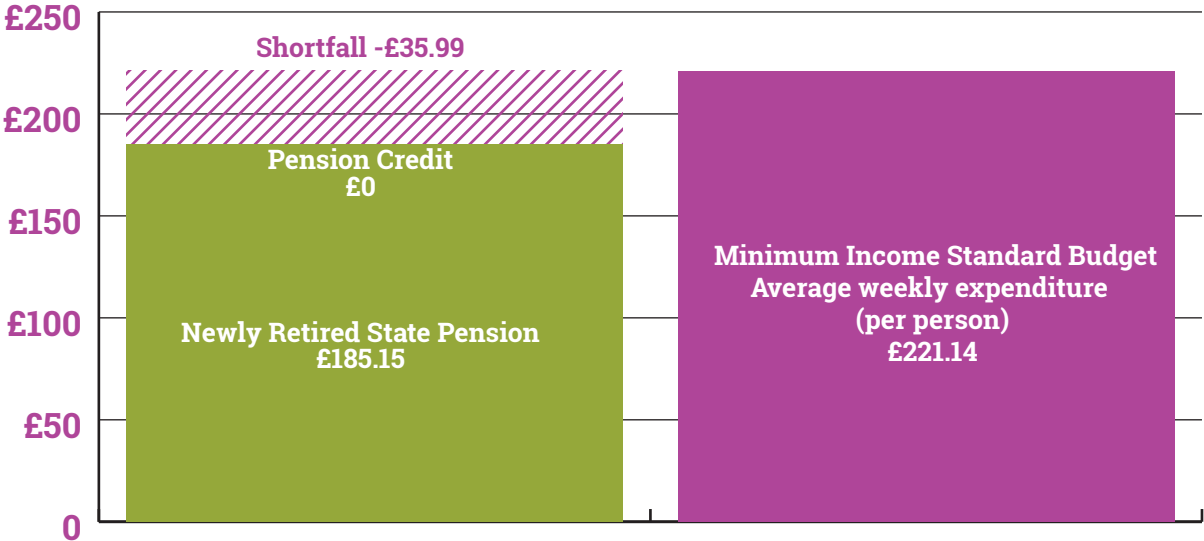 £250
Shortfall -£35.99
£200
Pension Credit
£0
£150
Minimum Income Standard Budget
Average weekly expenditure
(per person)
£221.14
£100
Newly Retired State Pension
£185.15
£50
0